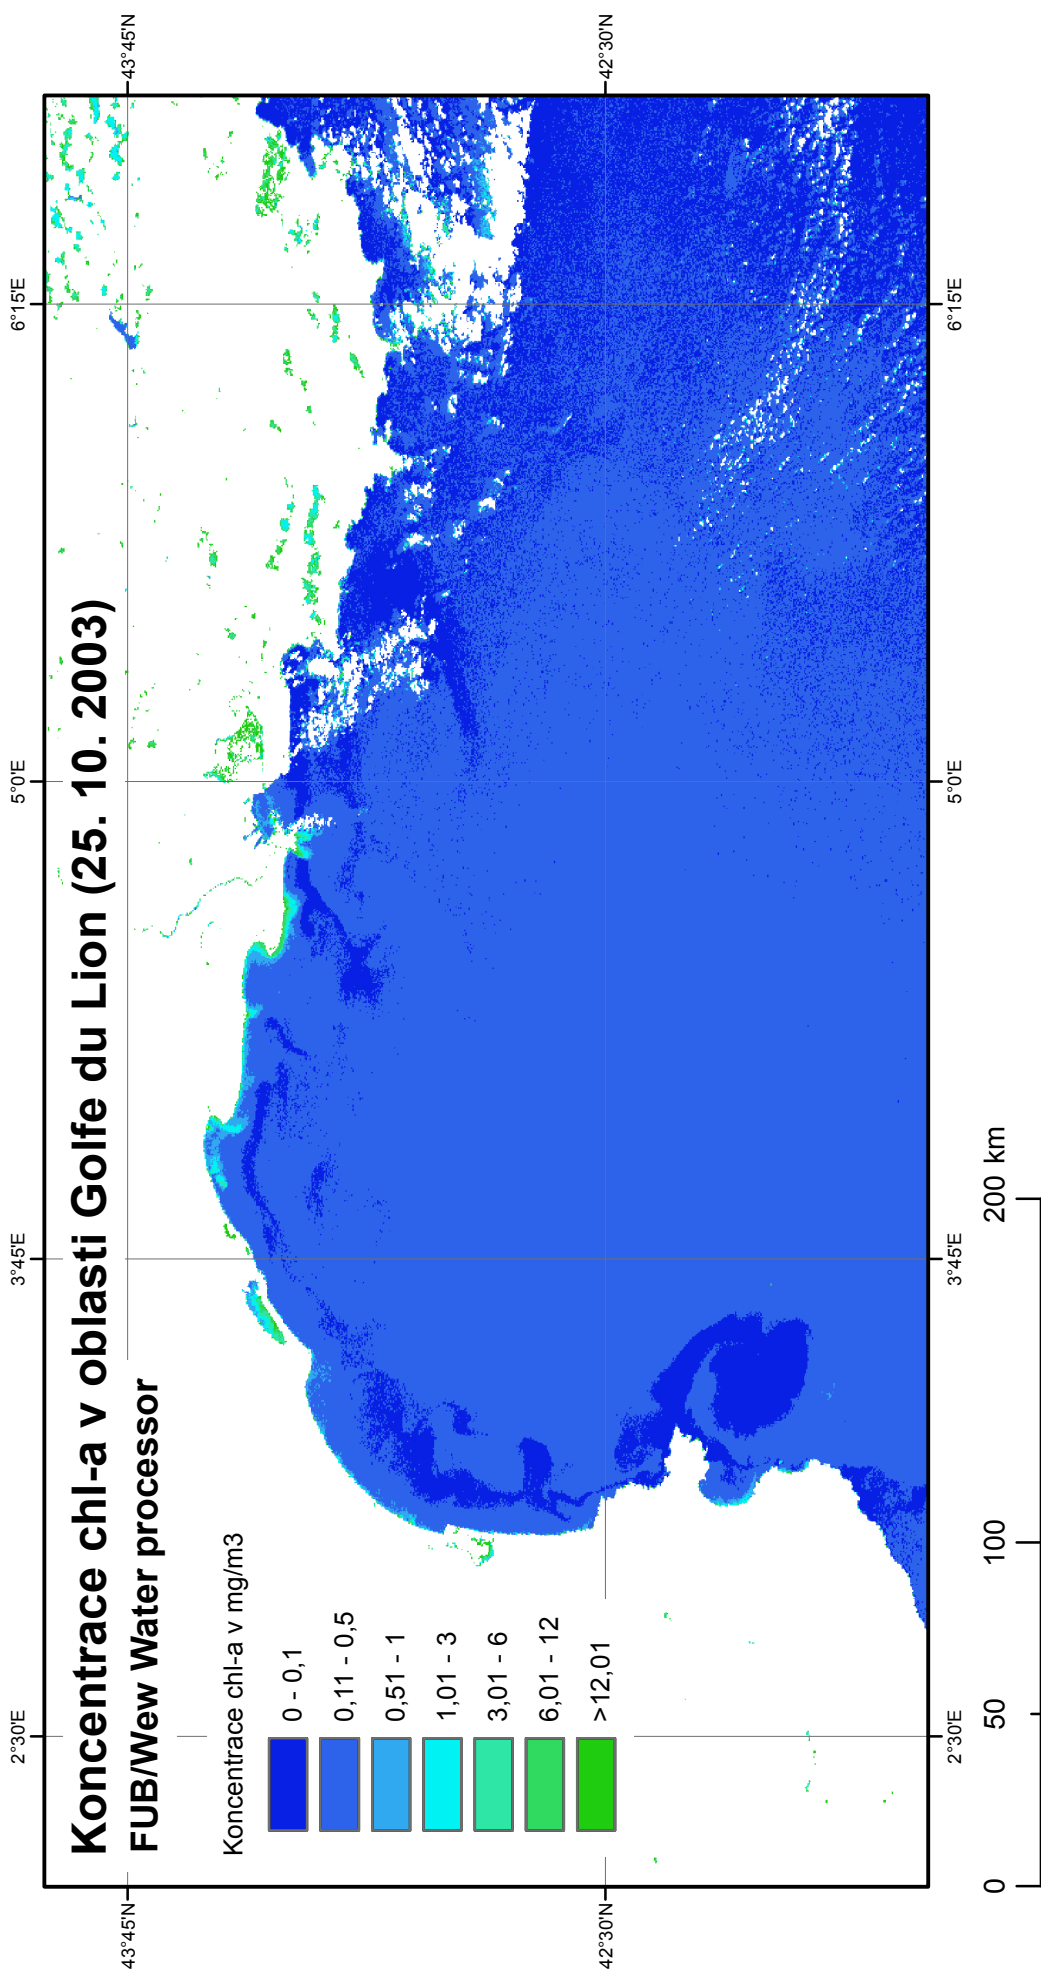 2°30'E
3°45'E
5°0'E
6°15'E
43°45'N
43°45'N
Koncentrace chl-a v oblasti Golfe du Lion (25. 10. 2003)
FUB/Wew Water processor
Koncentrace chl-a v mg/m3
0 - 0,1
0,11 - 0,5
0,51 - 1
1,01 - 3
3,01 - 6
6,01 - 12
>12,01
42°30'N
42°30'N
2°30'E
3°45'E
5°0'E
6°15'E
0
50
100
200 km